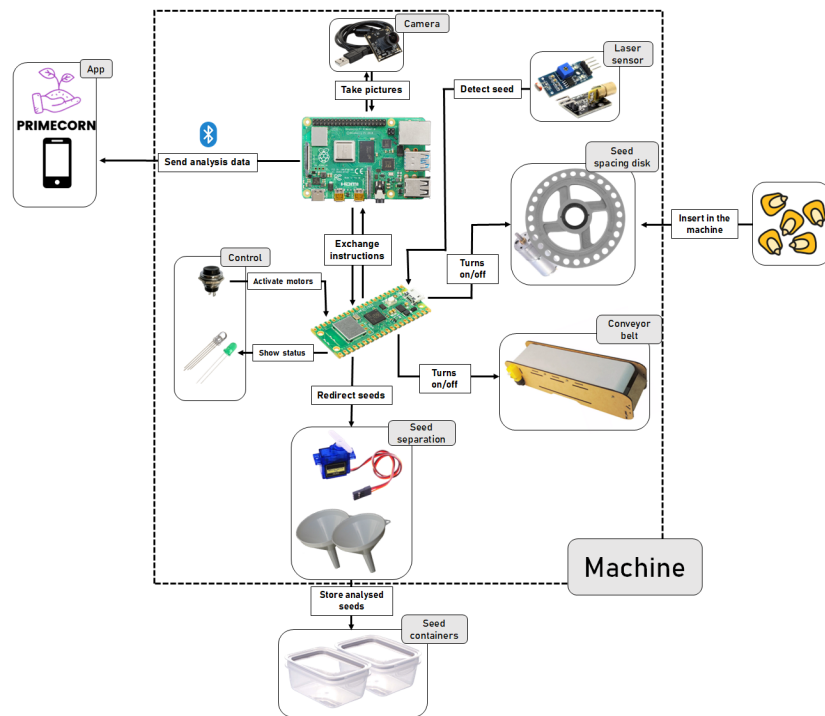 Camera
App
Laser
sensor
Take pictures
Detect seed
PRIMECORN
Send analysis data
HDMI
Seed
spacing disk
Insert in the
machine
Exchange
instructions
Turns
on/off
Control
Activate motors
Conveyor
belt
Show status
Turns
on/off
Redirect seeds
Seed
separation
Machine
Store analysed
seeds
Seed
containers